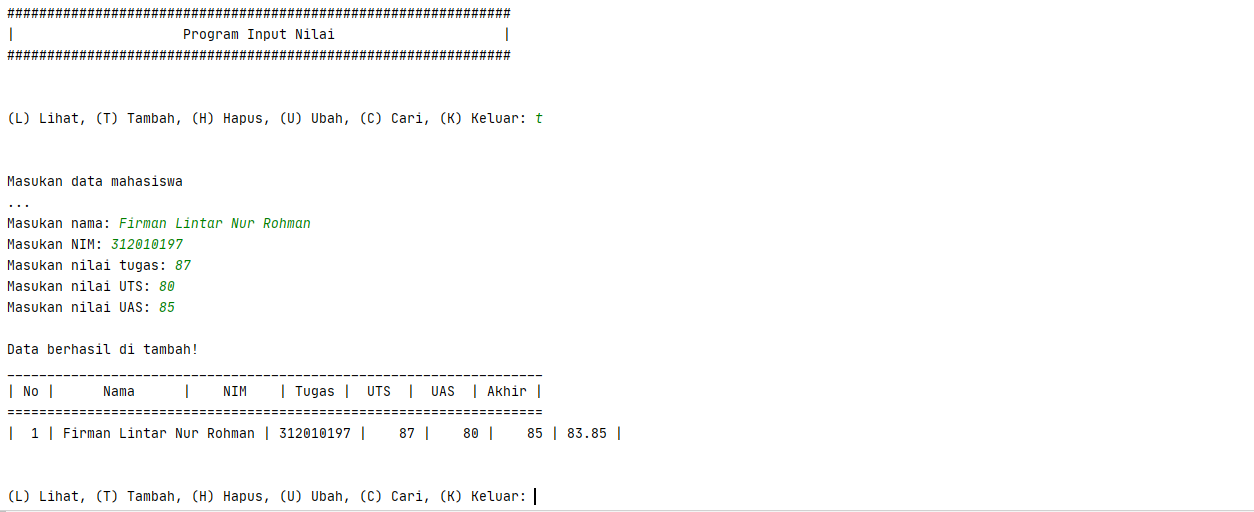 ###############################################################
|                     Program Input Nilai                     |
###############################################################
(L) Lihat, (T) Tambah, (H) Hapus, (U) Ubah, (C) Cari, (K) Keluar: t
Masukan data mahasiswa
...
Masukan nama: Firman Lintar Nur Rohman
Masukan NIM: 312010197
Masukan nilai tugas: 87
Masukan nilai UTS: 80
Masukan nilai UAS: 85
Data berhasil di tambah!
___________________________________________________________________
| No |      Nama      |    NIM    | Tugas |  UTS  |  UAS  | Akhir |
===================================================================
|  1 | Firman Lintar Nur Rohman | 312010197 |    87 |    80 |    85 | 83.85 |
(L) Lihat, (T) Tambah, (H) Hapus, (U) Ubah, (C) Cari, (K) Keluar: